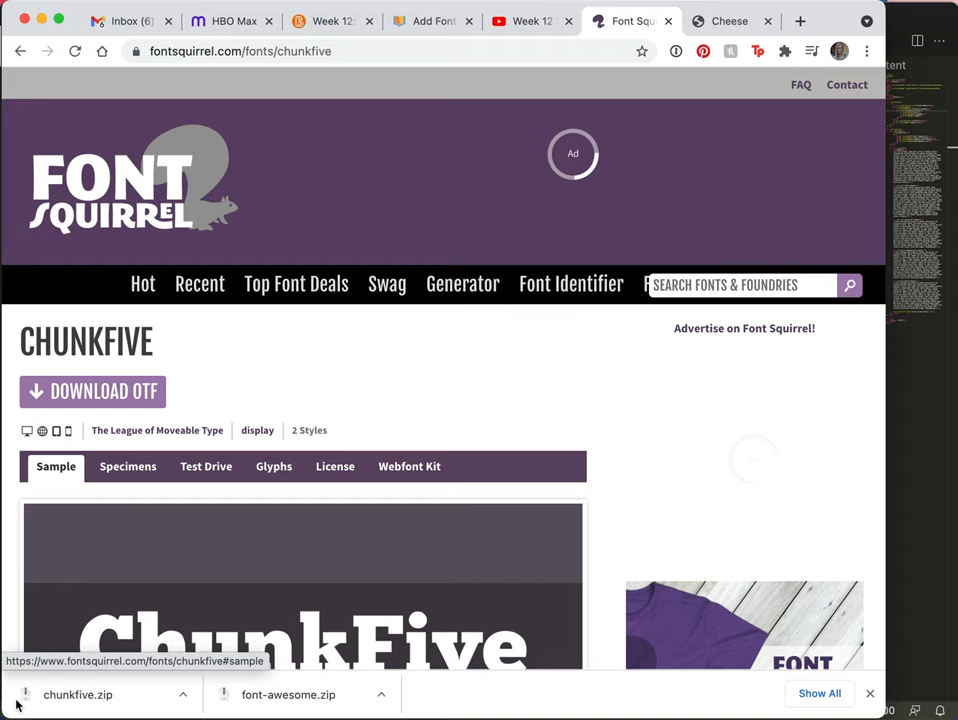 Inbox (6)
HBO Max
Week 12:
Add Font
Week 12
Font Squ
Cheese
fontsquirrel.com/fonts/chunkfive
tent
FAQ
Contact
Ad
FONT
SQUIRREL
Hot
Recent
Top Font Deals
Swag
Generator
Font Identifier
SEARCH FONTS & FOUNDRIES
CHUNKFIVE
Advertise on Font Squirrel!
DOWNLOAD OTF
The League of Moveable Type
display
2 Styles
Sample
Specimens
Test Drive
Glyphs
License
Webfont Kit
ChunkFive
FONT
https://www.fontsquirrel.com/fonts/chunkfive#sample
chunkfive.zip
font-awesome.zip
Show All